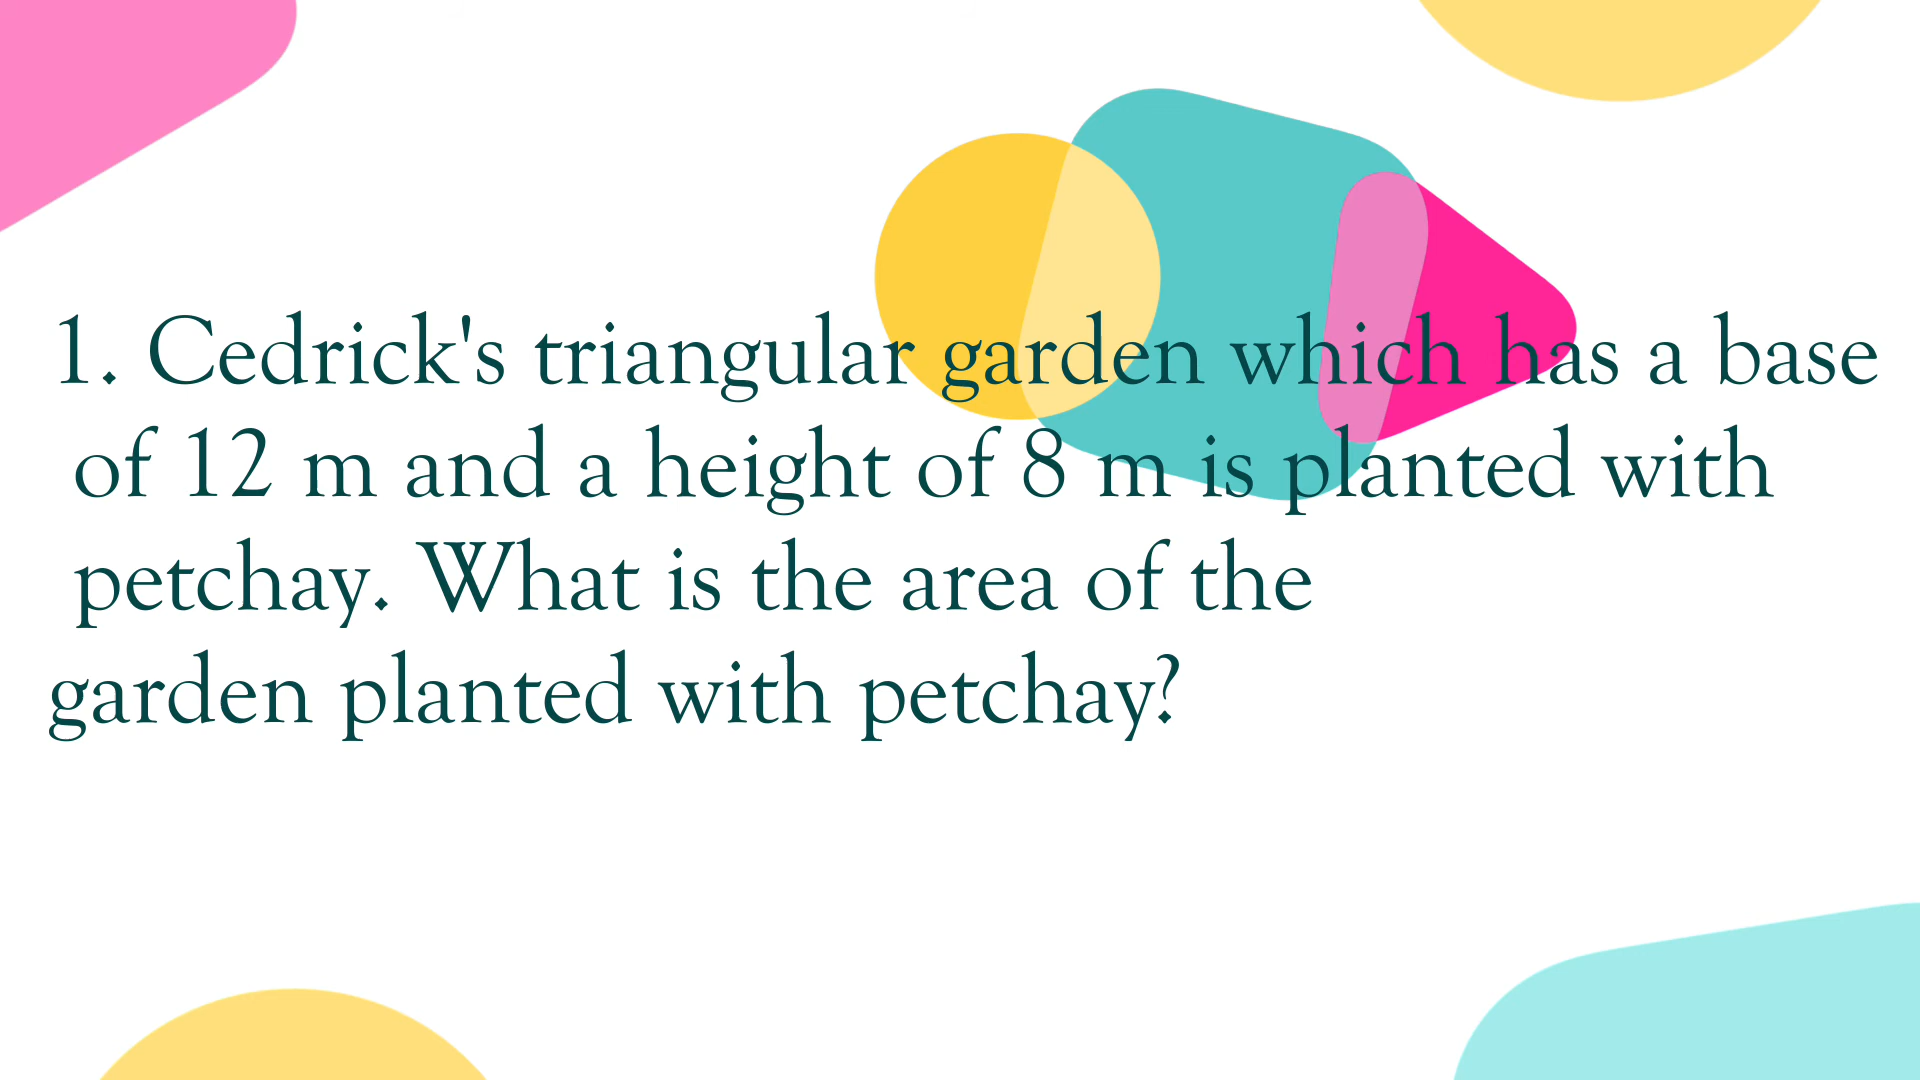 1. Cedrick's triangular garden which has a base
of 12 m and a height of 8 m is planted with
petchay. What is the area of the
garden planted with petchay?